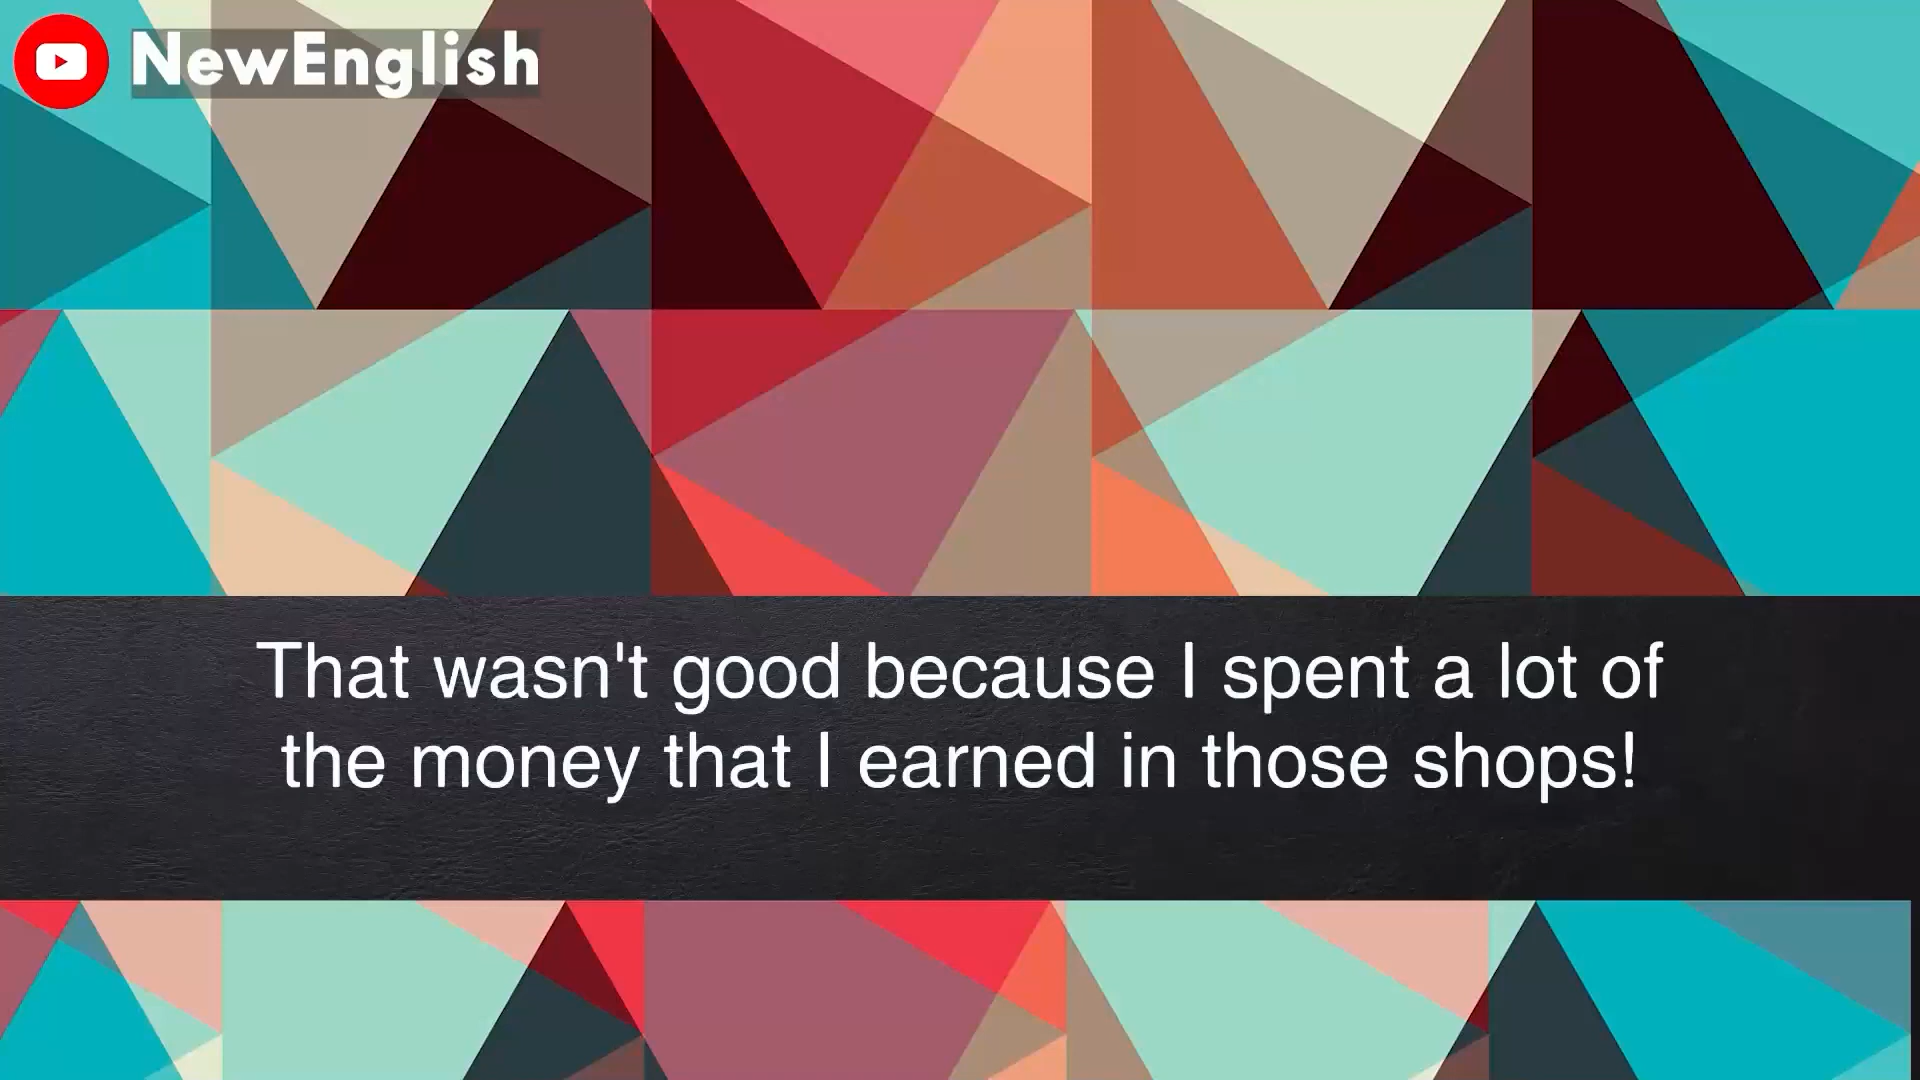 NewEnglish
That wasn't good because I spent a lot of
the money that I earned in those shops!